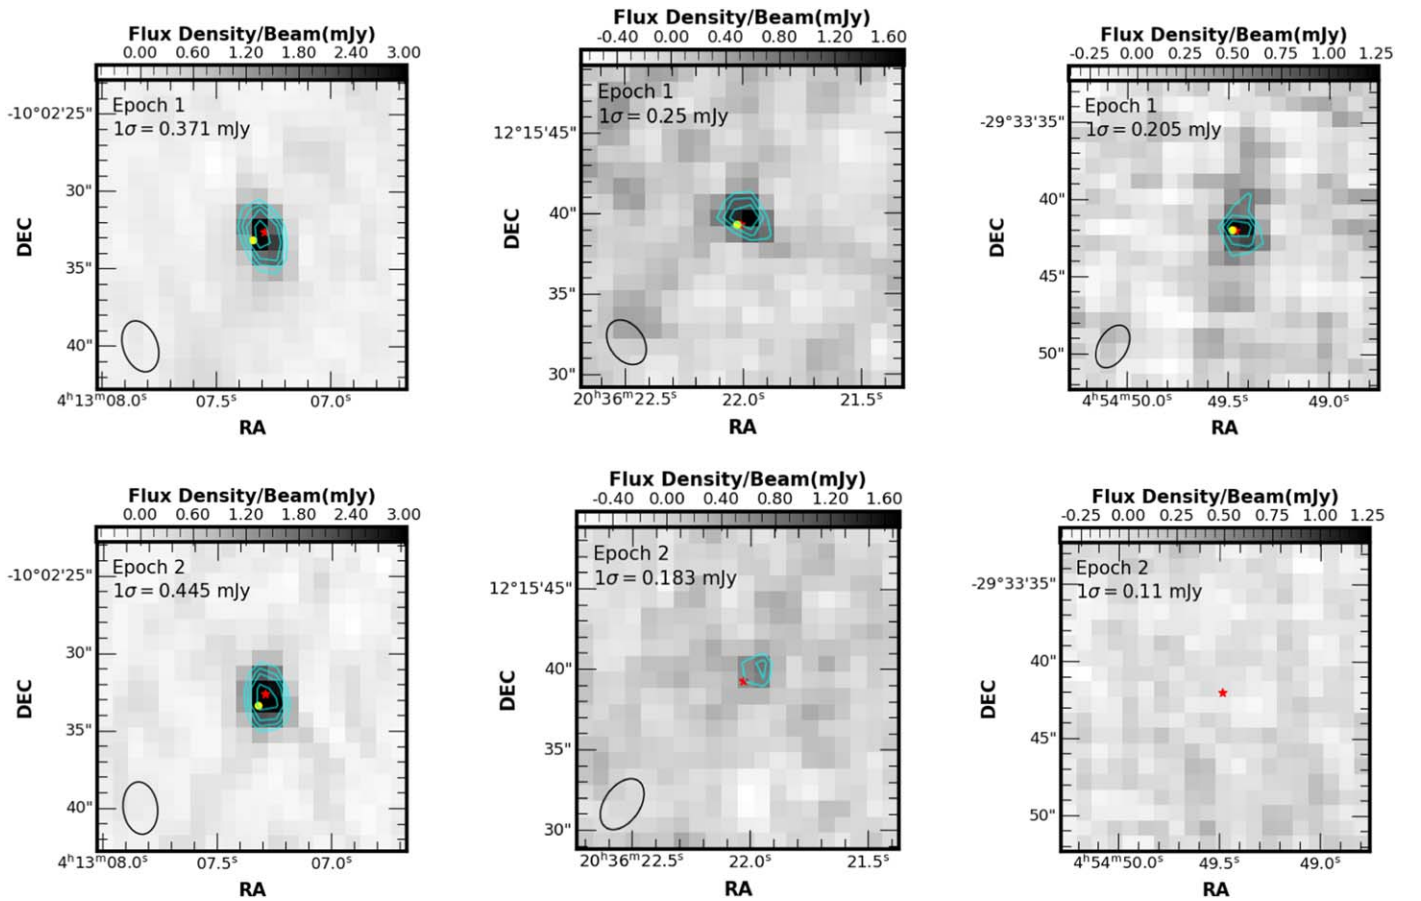 Flux Density/Beam(mJy)
0.00 0.60 1.20 1.80 2.40 3.00
Epoch 1
1σ = 0.371 mJy
-10°02'25"
30"
35"
40"
DEC
4ʰ13ᵐ08.0ˢ 07.5ˢ 07.0ˢ
RA
Flux Density/Beam(mJy)
-0.40 0.00 0.40 0.80 1.20 1.60
Epoch 1
1σ = 0.25 mJy
12°15'45"
40"
35"
30"
DEC
20ʰ36ᵐ22.5ˢ 22.0ˢ 21.5ˢ
RA
Flux Density/Beam(mJy)
-0.25 0.00 0.25 0.50 0.75 1.00 1.25
Epoch 1
1σ = 0.205 mJy
-29°33'35"
40"
45"
50"
DEC
4ʰ54ᵐ50.0ˢ 49.5ˢ 49.0ˢ
RA
Flux Density/Beam(mJy)
0.00 0.60 1.20 1.80 2.40 3.00
Epoch 2
1σ = 0.445 mJy
-10°02'25"
30"
35"
40"
DEC
4ʰ13ᵐ08.0ˢ 07.5ˢ 07.0ˢ
RA
Flux Density/Beam(mJy)
-0.40 0.00 0.40 0.80 1.20 1.60
Epoch 2
1σ = 0.183 mJy
12°15'45"
40"
35"
30"
DEC
20ʰ36ᵐ22.5ˢ 22.0ˢ 21.5ˢ
RA
Flux Density/Beam(mJy)
-0.25 0.00 0.25 0.50 0.75 1.00 1.25
Epoch 2
1σ = 0.11 mJy
-29°33'35"
40"
45"
50"
DEC
4ʰ54ᵐ50.0ˢ 49.5ˢ 49.0ˢ
RA